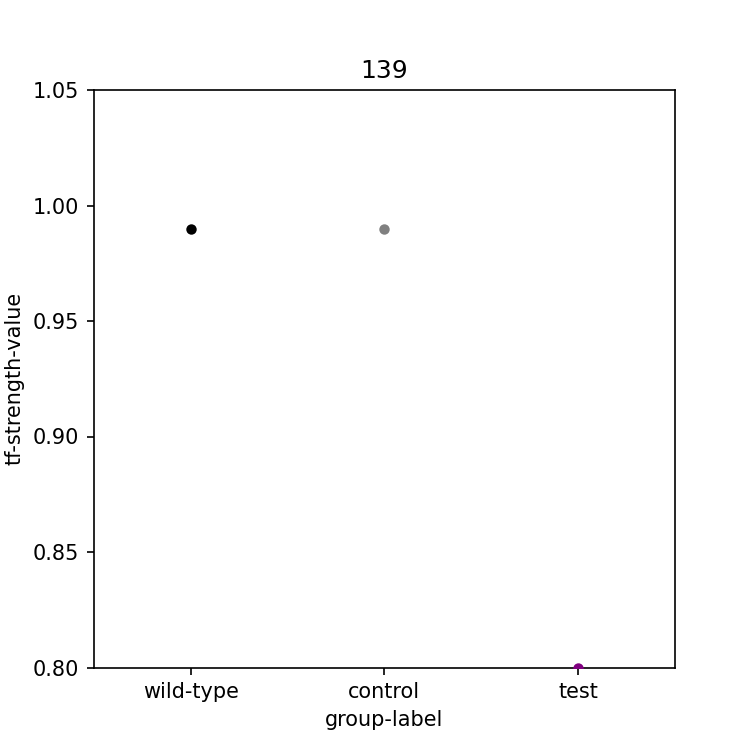 139
1.05
1.00
0.95
0.90
0.85
0.80
tf-strength-value
wild-type
control
test
group-label